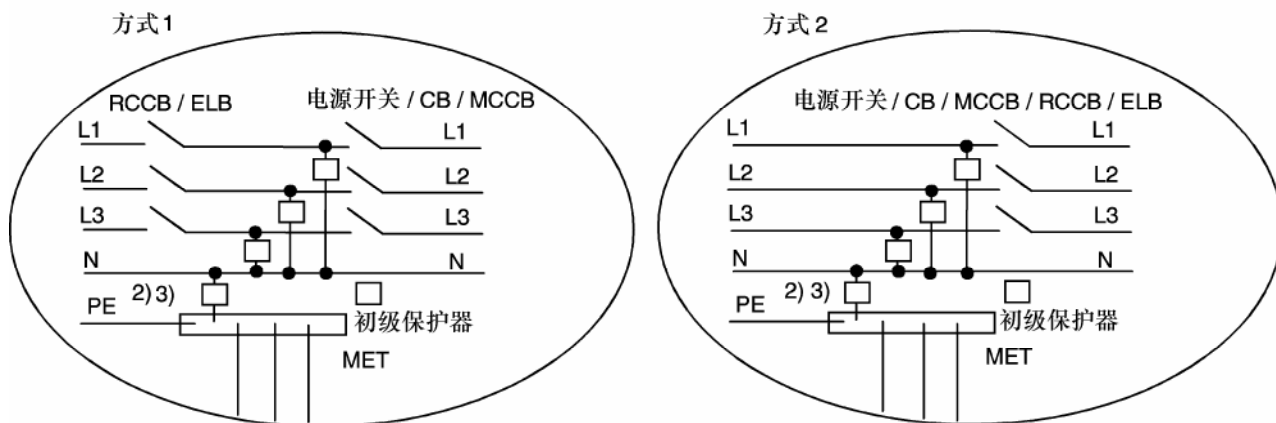 方式 1
RCCB / ELB
电源开关 / CB / MCCB
L1
L1
L2
L2
L3
L3
N
N
2) 3)
PE
初级保护器
MET
方式 2
电源开关 / CB / MCCB / RCCB / ELB
L1
L1
L2
L2
L3
L3
N
N
2) 3)
PE
初级保护器
MET